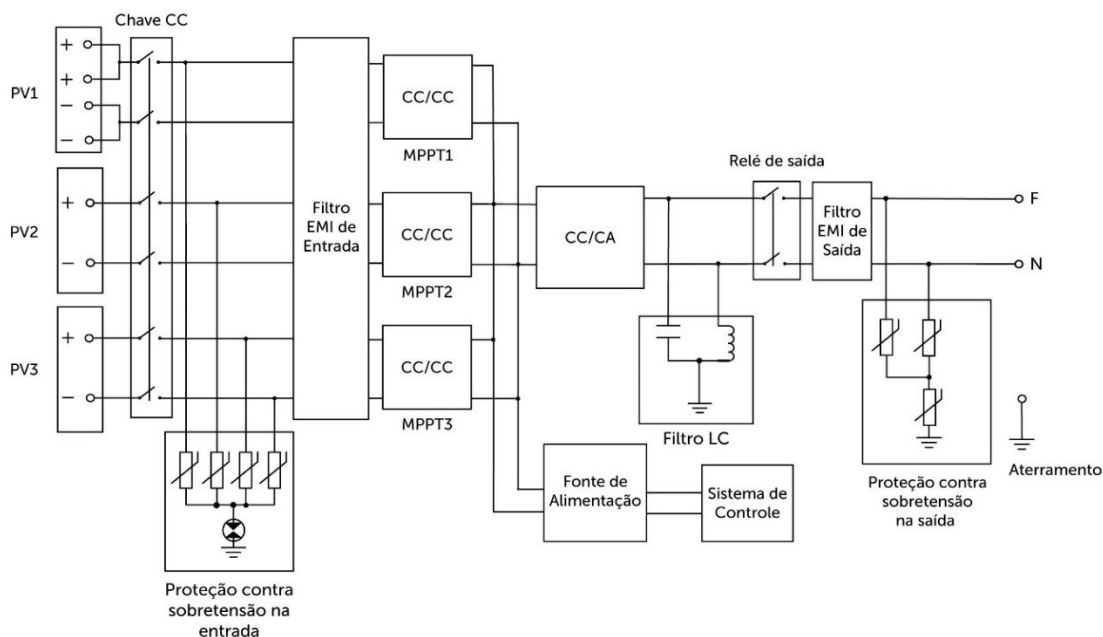 Chave CC
PV1
+
+
−
−
PV2
+
−
PV3
+
−
Filtro
EMI de
Entrada
CC/CC
MPPT1
CC/CC
MPPT2
CC/CC
MPPT3
CC/CA
Relé de saída
Filtro
EMI de
Saída
F
N
Filtro LC
Fonte de
Alimentação
Sistema de
Controle
Proteção contra
sobretensão
na saída
Aterramento
Proteção contra
sobretensão na
entrada